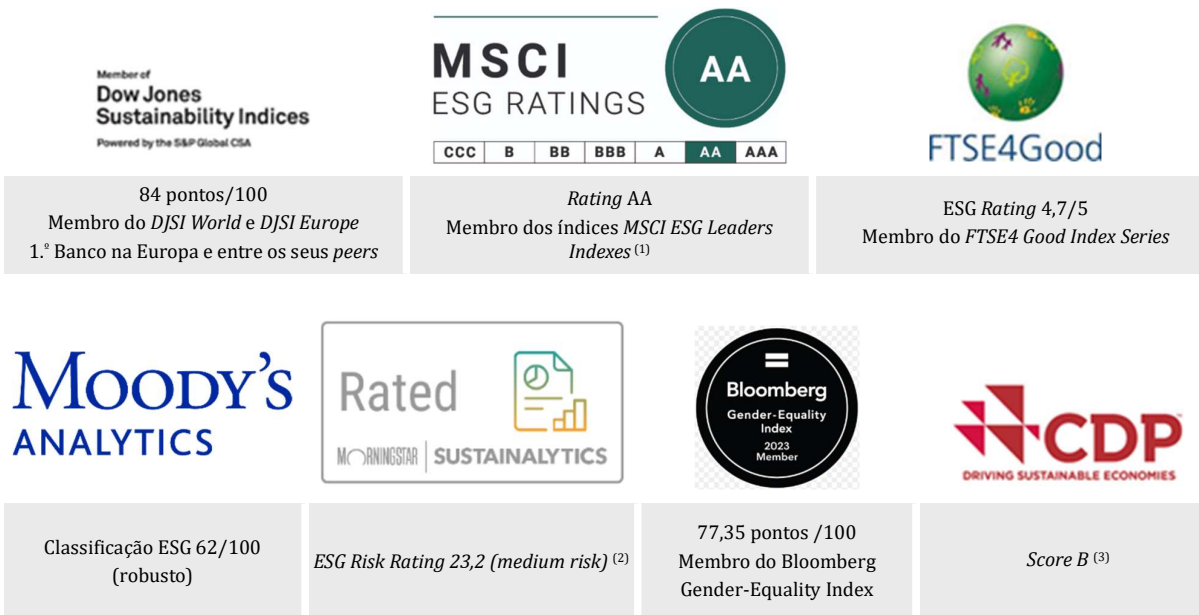 Member of
Dow Jones
Sustainability Indices
Powered by the S&P Global CSA
MSCI
ESG RATINGS
AA
CCC B BB BBB A AA AAA
FTSE4Good
84 pontos/100
Membro do DJSI World e DJSI Europe
1.º Banco na Europa e entre os seus peers
Rating AA
Membro dos índices MSCI ESG Leaders
Indexes (1)
ESG Rating 4,7/5
Membro do FTSE4 Good Index Series
MOODY'S
ANALYTICS
Rated
MORNINGSTAR | SUSTAINALYTICS
Bloomberg
Gender-Equality
Index
2023
Member
CDP
DRIVING SUSTAINABLE ECONOMIES
Classificação ESG 62/100
(robusto)
ESG Risk Rating 23,2 (medium risk) (2)
77,35 pontos /100
Membro do Bloomberg
Gender-Equality Index
Score B (3)